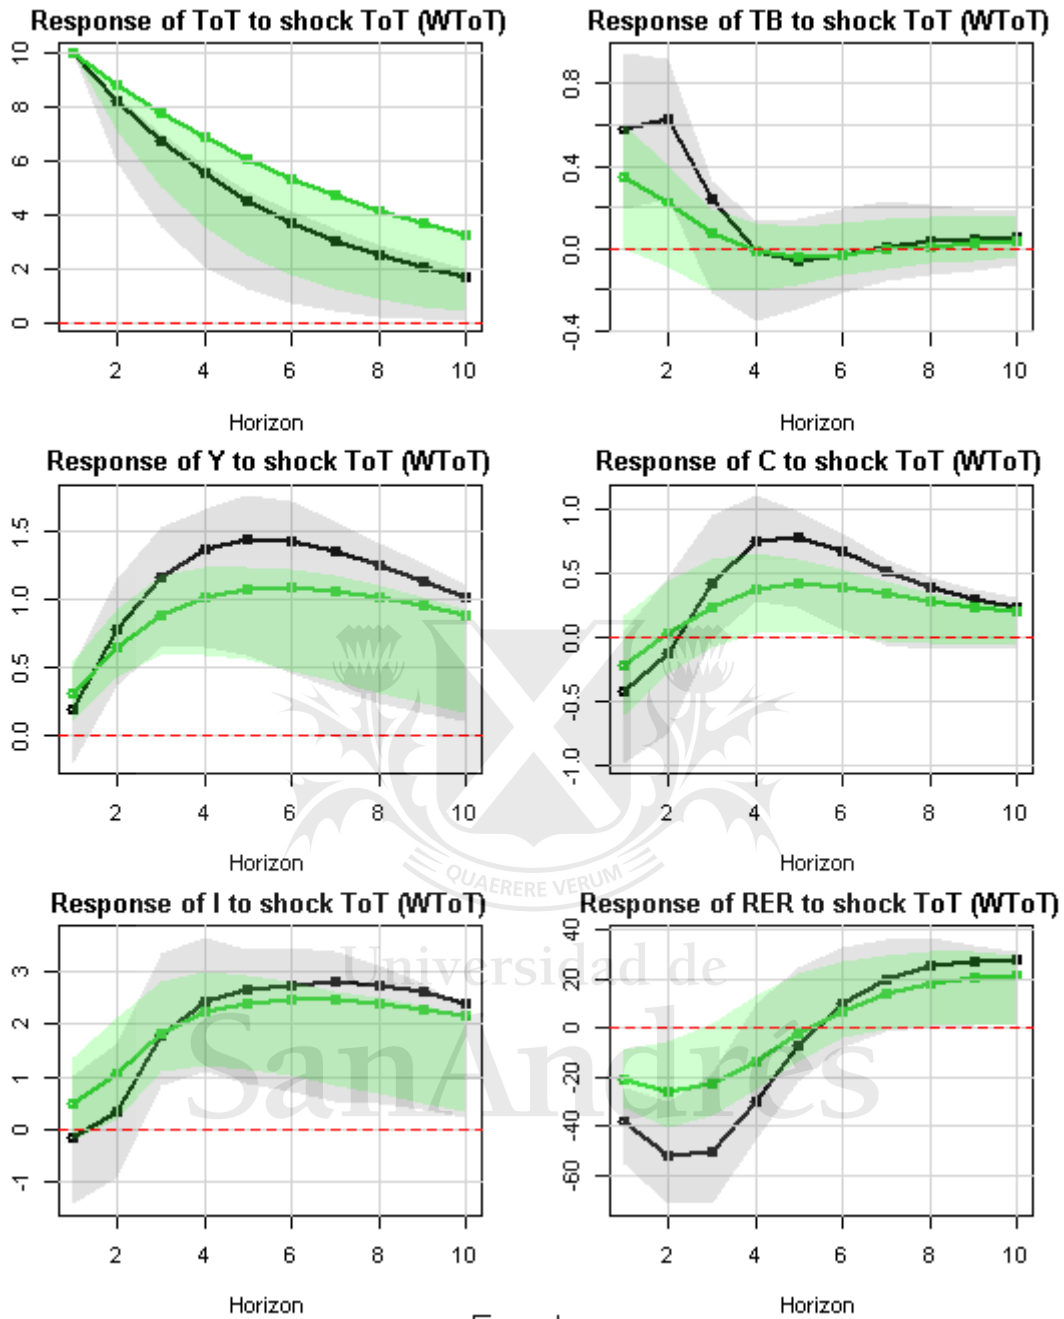 Response of ToT to shock ToT (WToT)
0 2 4 6 8 10
2 4 6 8 10
Horizon
Response of TB to shock ToT (WToT)
-0.4 0.0 0.4 0.8
2 4 6 8 10
Horizon
Response of Y to shock ToT (WToT)
0.0 0.5 1.0 1.5
2 4 6 8 10
Horizon
Response of C to shock ToT (WToT)
-1.0 -0.5 0.0 0.5 1.0
2 4 6 8 10
Horizon
Response of I to shock ToT (WToT)
-1 0 1 2 3
2 4 6 8 10
Horizon
Response of RER to shock ToT (WToT)
-60 -40 -20 0 20 40
2 4 6 8 10
Horizon
QUAERERE VERUM
Universidad de
SanAndrés